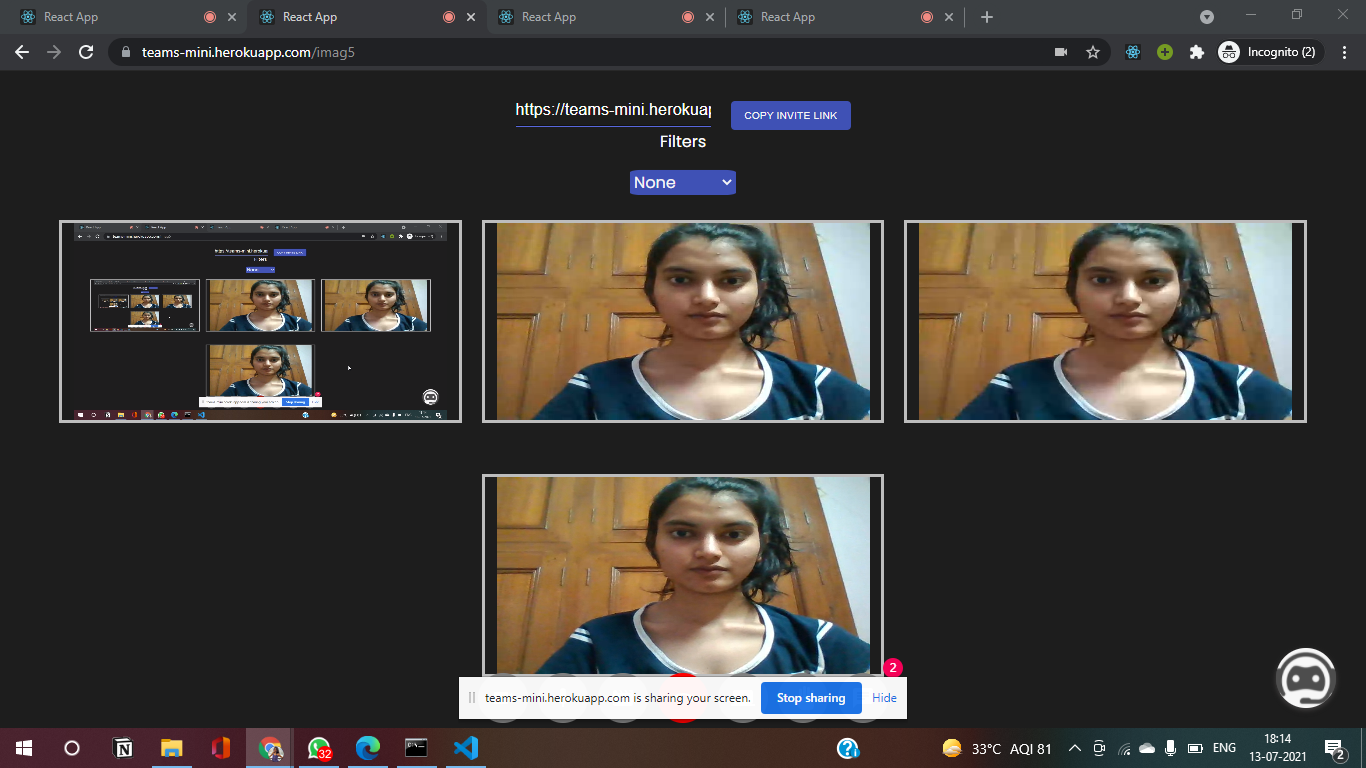 React App
React App
React App
React App
teams-mini.herokuapp.com/imag5
Incognito (2)
https://teams-mini.herokuap
COPY INVITE LINK
Filters
None
2
teams-mini.herokuapp.com is sharing your screen.
Stop sharing
Hide
32
33°C AQI 81
ENG
18:14
13-07-2021
2